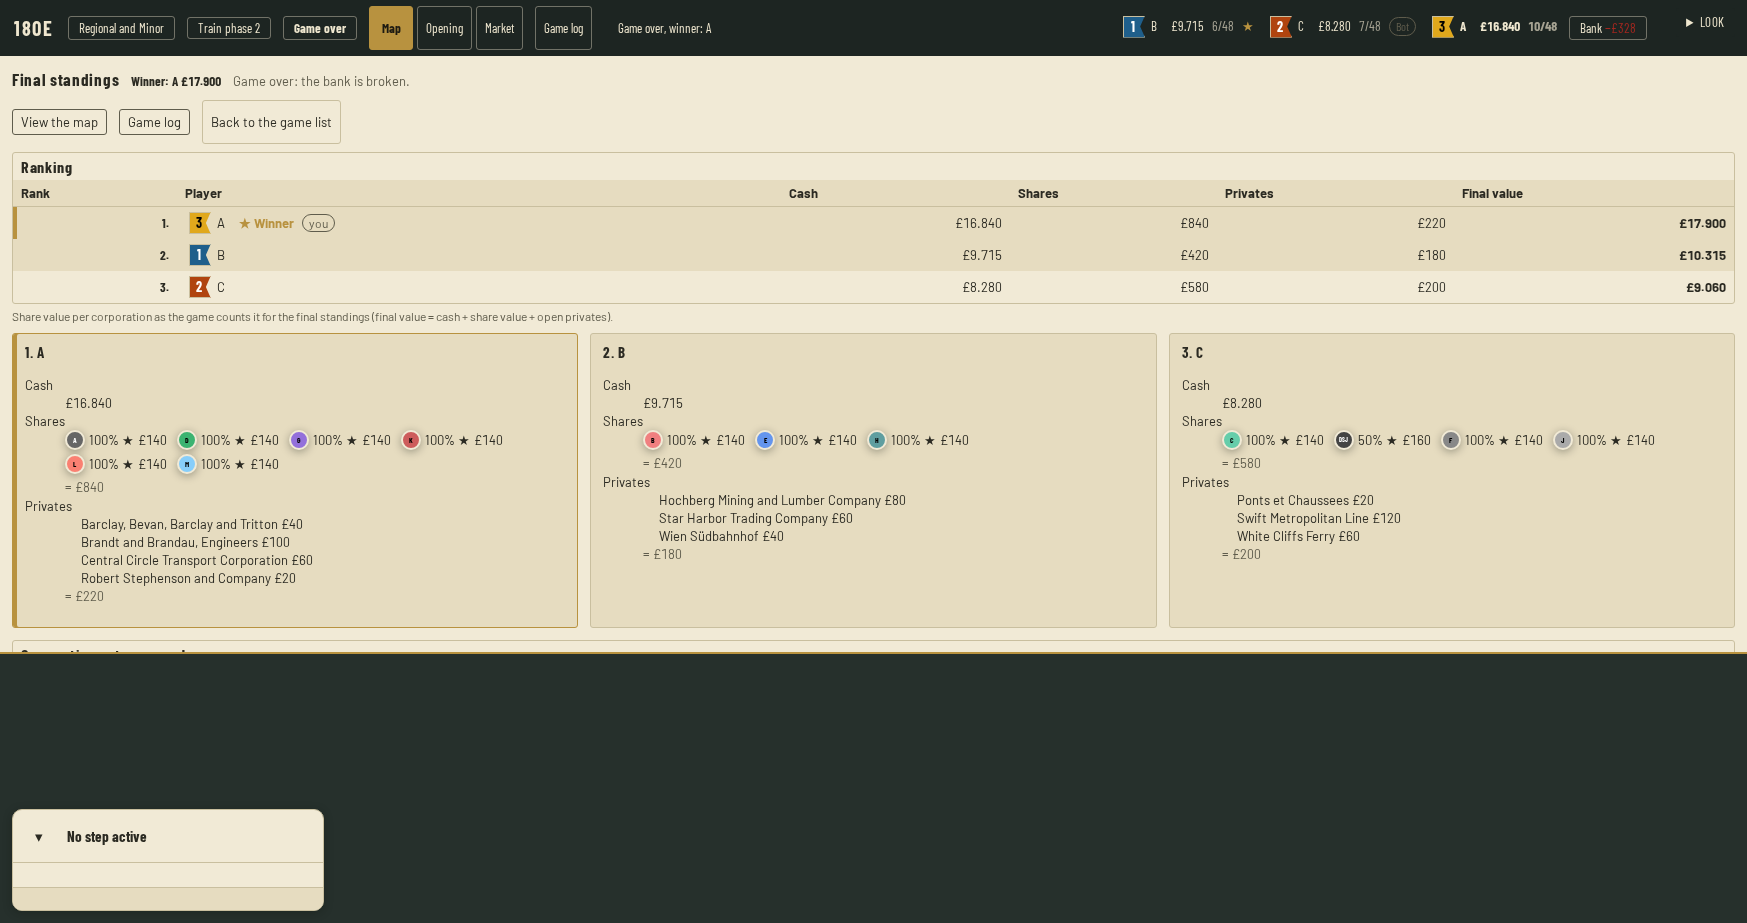 180E Regional and Minor Train phase 2 Game over Map Opening Market Game log Game over, winner: A 1 B £9.715 6/48 ★ 2 C £8.280 7/48 Bot 3 A £16.840 10/48 Bank −£328 ▶ LOOK
Final standings Winner: A £17.900 Game over: the bank is broken.
View the map Game log Back to the game list
Ranking
Rank Player Cash Shares Privates Final value
1. 3 A ★ Winner you £16.840 £840 £220 £17.900
2. 1 B £9.715 £420 £180 £10.315
3. 2 C £8.280 £580 £200 £9.060
Share value per corporation as the game counts it for the final standings (final value = cash + share value + open privates).
1. A
Cash
£16.840
Shares
A 100% ★ £140 D 100% ★ £140 G 100% ★ £140 K 100% ★ £140
L 100% ★ £140 M 100% ★ £140
= £840
Privates
Barclay, Bevan, Barclay and Tritton £40
Brandt and Brandau, Engineers £100
Central Circle Transport Corporation £60
Robert Stephenson and Company £20
= £220
2. B
Cash
£9.715
Shares
B 100% ★ £140 E 100% ★ £140 H 100% ★ £140
= £420
Privates
Hochberg Mining and Lumber Company £80
Star Harbor Trading Company £60
Wien Südbahnhof £40
= £180
3. C
Cash
£8.280
Shares
C 100% ★ £140 DSJ 50% ★ £160 F 100% ★ £140 J 100% ★ £140
= £580
Privates
Ponts et Chaussees £20
Swift Metropolitan Line £120
White Cliffs Ferry £60
= £200
▼ No step active